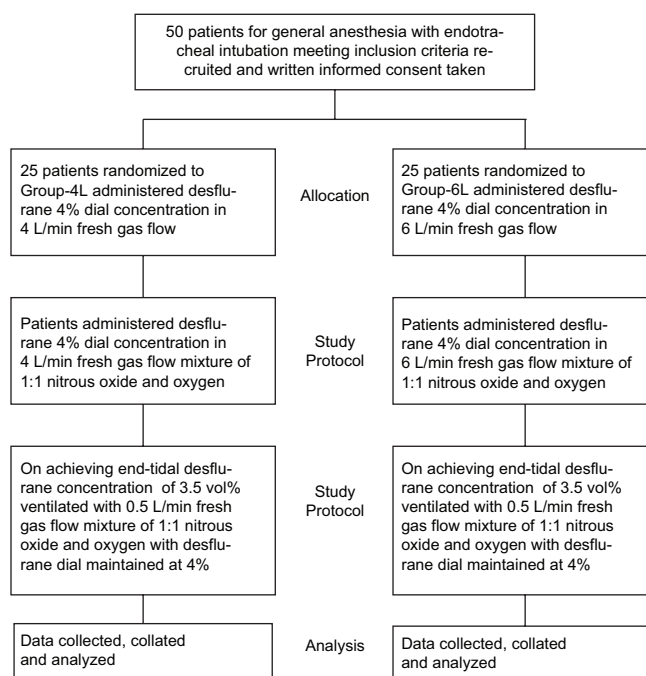 50 patients for general anesthesia with endotra-
cheal intubation meeting inclusion criteria re-
cruited and written informed consent taken
25 patients randomized to
Group-4L administered desflu-
rane 4% dial concentration in
4 L/min fresh gas flow
Allocation
25 patients randomized to
Group-6L administered desflu-
rane 4% dial concentration in
6 L/min fresh gas flow
Patients administered desflu-
rane 4% dial concentration in
4 L/min fresh gas flow mixture of
1:1 nitrous oxide and oxygen
Study
Protocol
Patients administered desflu-
rane 4% dial concentration in
6 L/min fresh gas flow mixture of
1:1 nitrous oxide and oxygen
On achieving end-tidal desflu-
rane concentration of 3.5 vol%
ventilated with 0.5 L/min fresh
gas flow mixture of 1:1 nitrous
oxide and oxygen with desflu-
rane dial maintained at 4%
Study
Protocol
On achieving end-tidal desflu-
rane concentration of 3.5 vol%
ventilated with 0.5 L/min fresh
gas flow mixture of 1:1 nitrous
oxide and oxygen with desflu-
rane dial maintained at 4%
Data collected, collated
and analyzed
Analysis
Data collected, collated
and analyzed